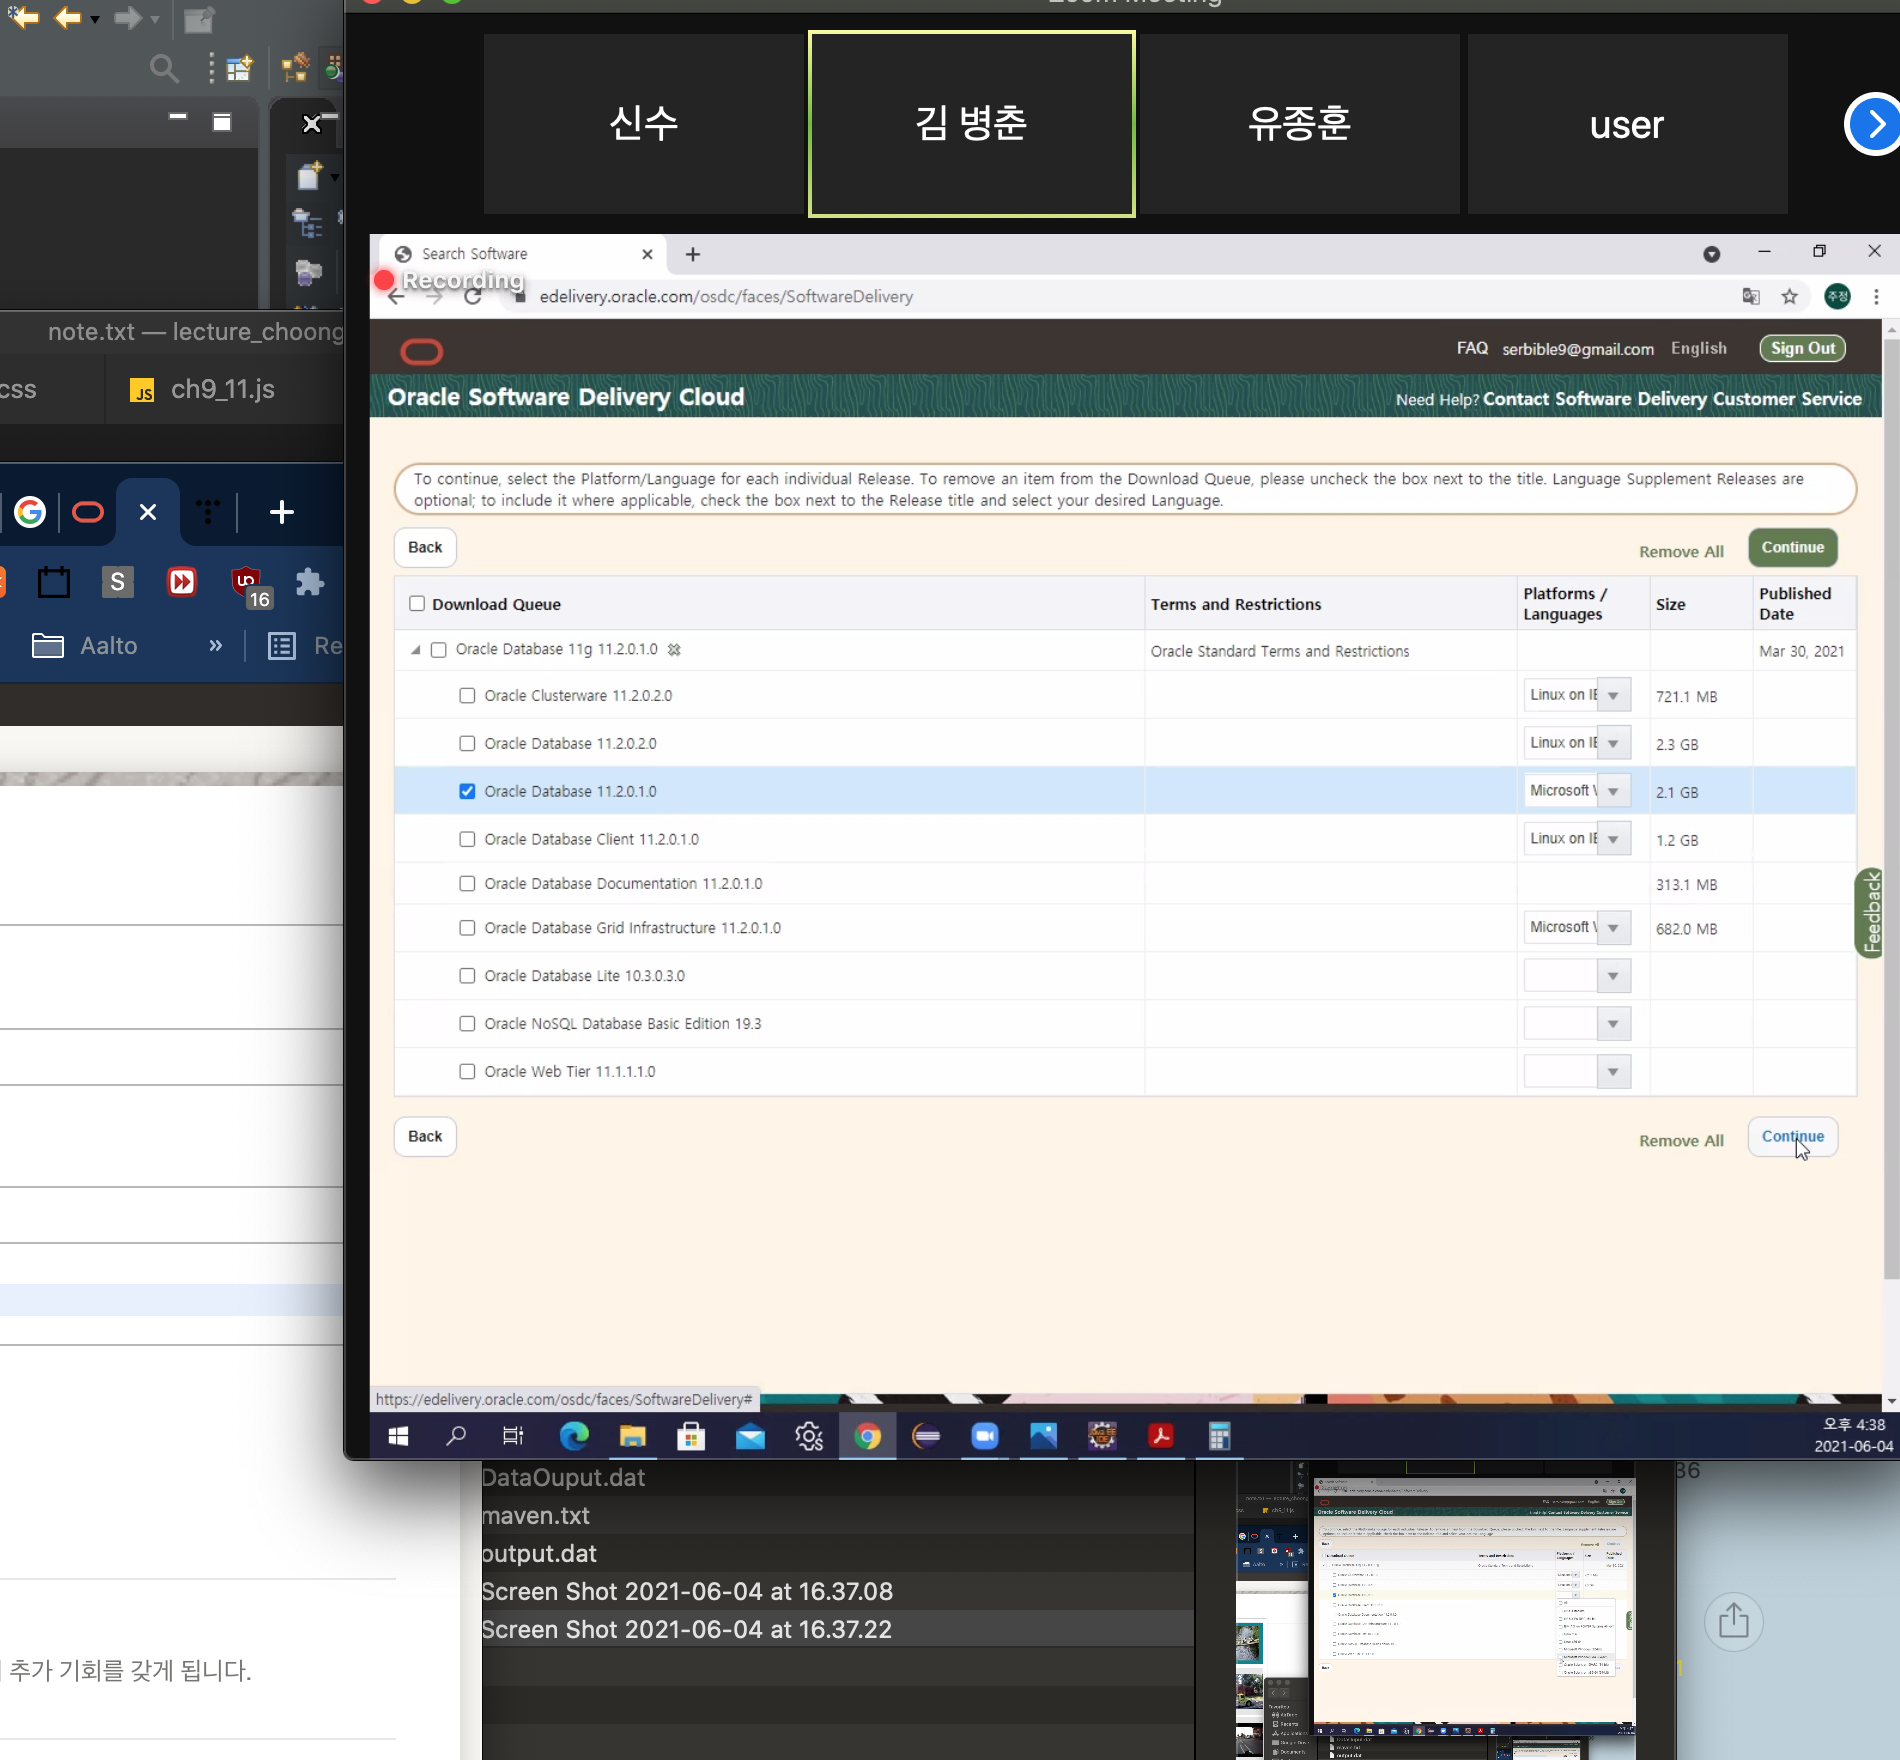 신수
김 병춘
유종훈
user
Search Software
Recording
edelivery.oracle.com/osdc/faces/SoftwareDelivery
주정
FAQ serbible9@gmail.com English Sign Out
Oracle Software Delivery Cloud
Need Help? Contact Software Delivery Customer Service
To continue, select the Platform/Language for each individual Release. To remove an item from the Download Queue, please uncheck the box next to the title. Language Supplement Releases are
optional; to include it where applicable, check the box next to the Release title and select your desired Language.
Back Remove All Continue
Download Queue Terms and Restrictions Platforms / Languages Size Published Date
Oracle Database 11g 11.2.0.1.0 Oracle Standard Terms and Restrictions Mar 30, 2021
Oracle Clusterware 11.2.0.2.0 Linux on 721.1 MB
Oracle Database 11.2.0.2.0 Linux on 2.3 GB
Oracle Database 11.2.0.1.0 Microsoft 2.1 GB
Oracle Database Client 11.2.0.1.0 Linux on 1.2 GB
Oracle Database Documentation 11.2.0.1.0 313.1 MB
Oracle Database Grid Infrastructure 11.2.0.1.0 Microsoft 682.0 MB
Oracle Database Lite 10.3.0.3.0
Oracle NoSQL Database Basic Edition 19.3
Oracle Web Tier 11.1.1.1.0
Feedback
Back Remove All Continue
https://edelivery.oracle.com/osdc/faces/SoftwareDelivery#
오후 4:38
2021-06-04
note.txt — lecture_choong
css
JS ch9_11.js
S
16
Aalto » Re
DataOuput.dat
maven.txt
output.dat
Screen Shot 2021-06-04 at 16.37.08
Screen Shot 2021-06-04 at 16.37.22
추가 기회를 갖게 됩니다.
36